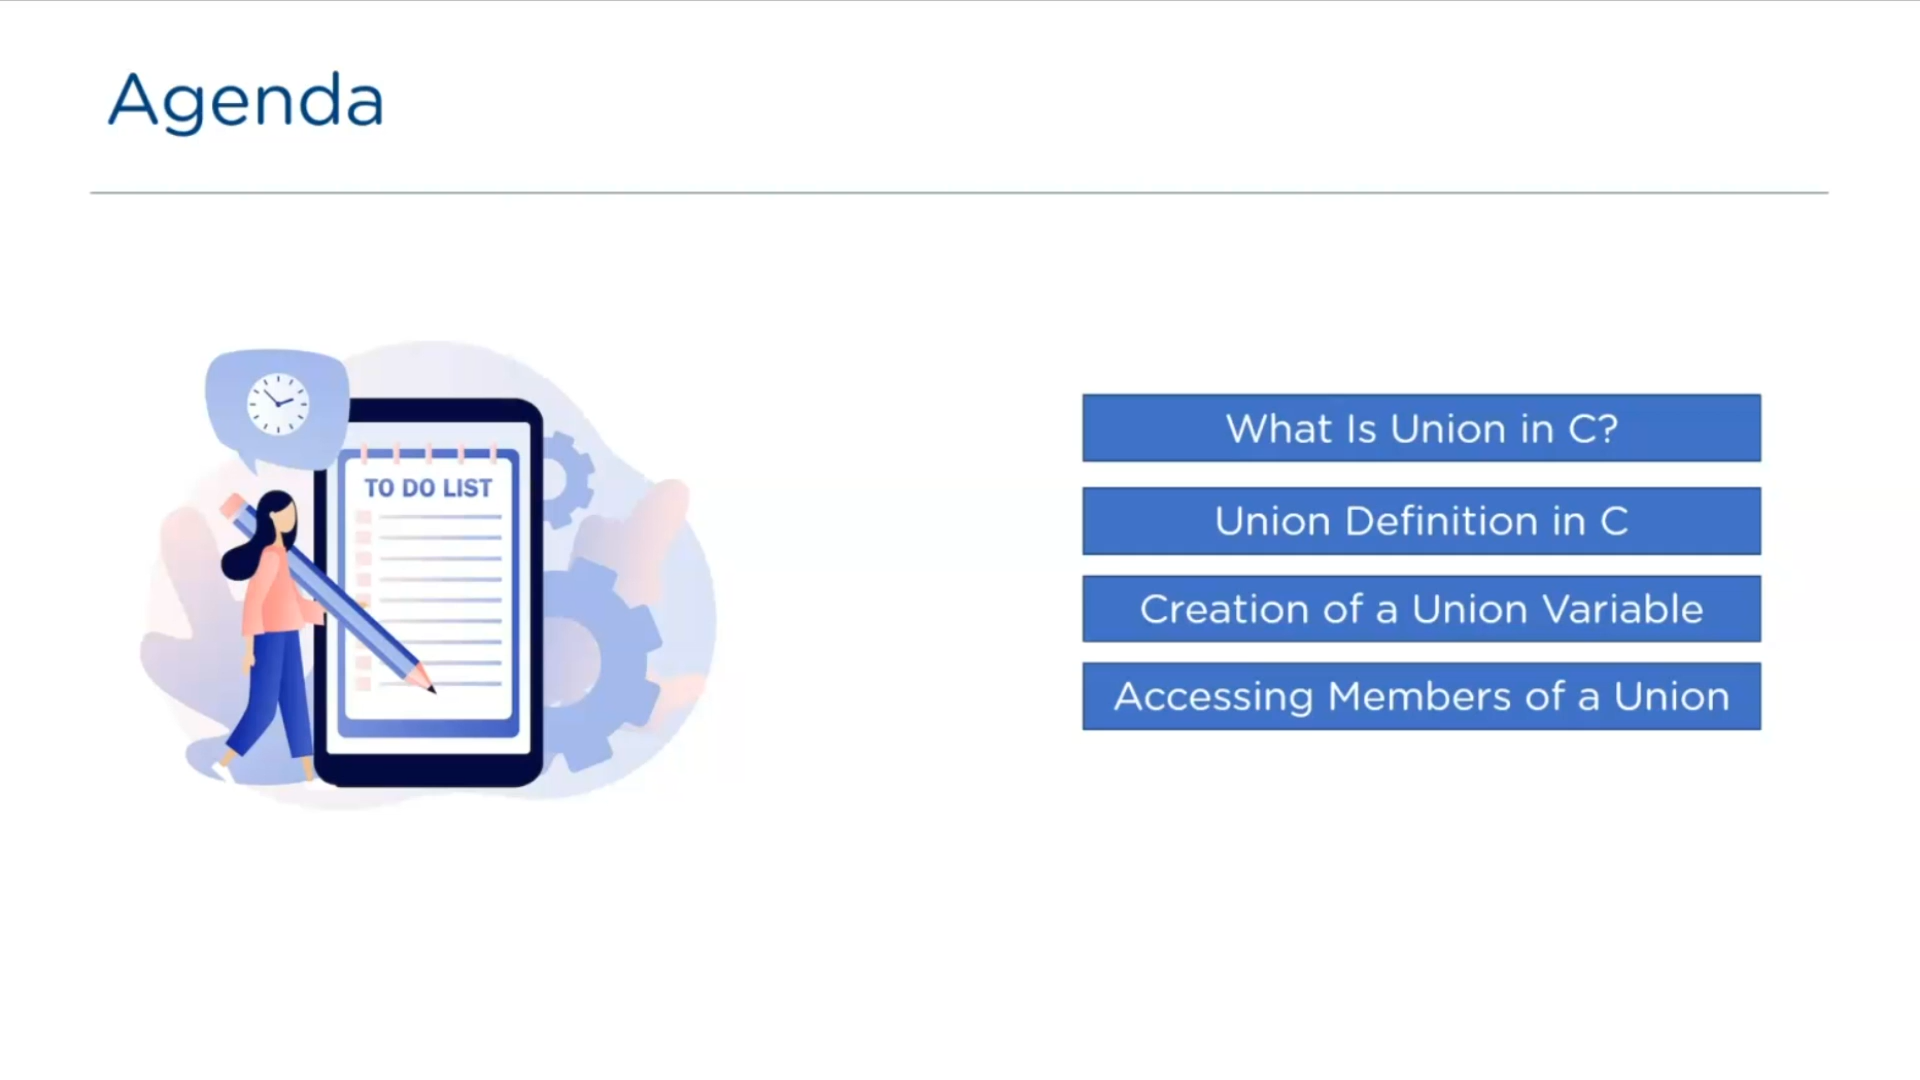 Agenda
TO DO LIST
What Is Union in C?
Union Definition in C
Creation of a Union Variable
Accessing Members of a Union